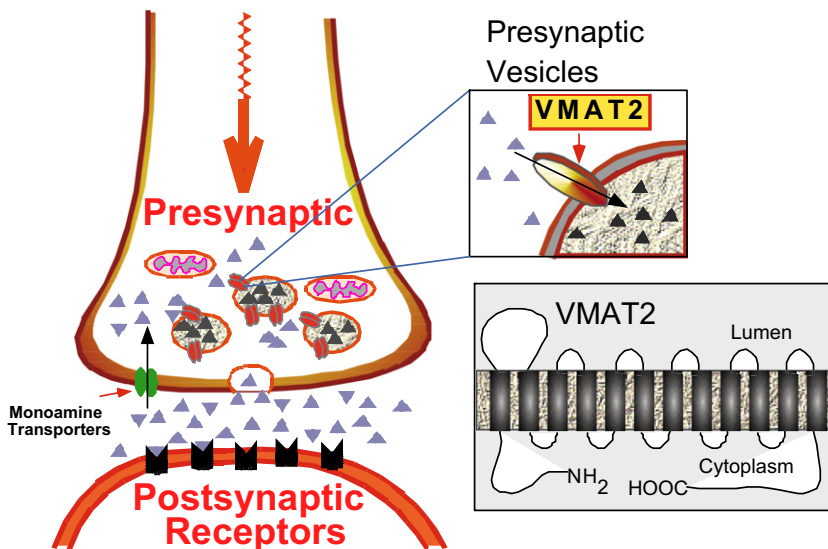 Presynaptic
Vesicles
VMAT2
Presynaptic
VMAT2
Lumen
Monoamine
Transporters
NH2
HOOC
Cytoplasm
Postsynaptic
Receptors